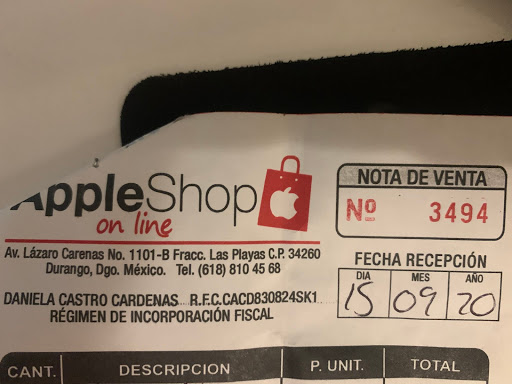 AppleShop
on line
Av. Lázaro Carenas No. 1101-B Fracc. Las Playas C.P. 34260
Durango, Dgo. México. Tel. (618) 810 45 68
DANIELA CASTRO CARDENAS R.F.C.CACD830824SK1
RÉGIMEN DE INCORPORACIÓN FISCAL
NOTA DE VENTA
Nº 3494
FECHA RECEPCIÓN
DIA MES AÑO
15 09 20
CANT. DESCRIPCION P. UNIT. TOTAL